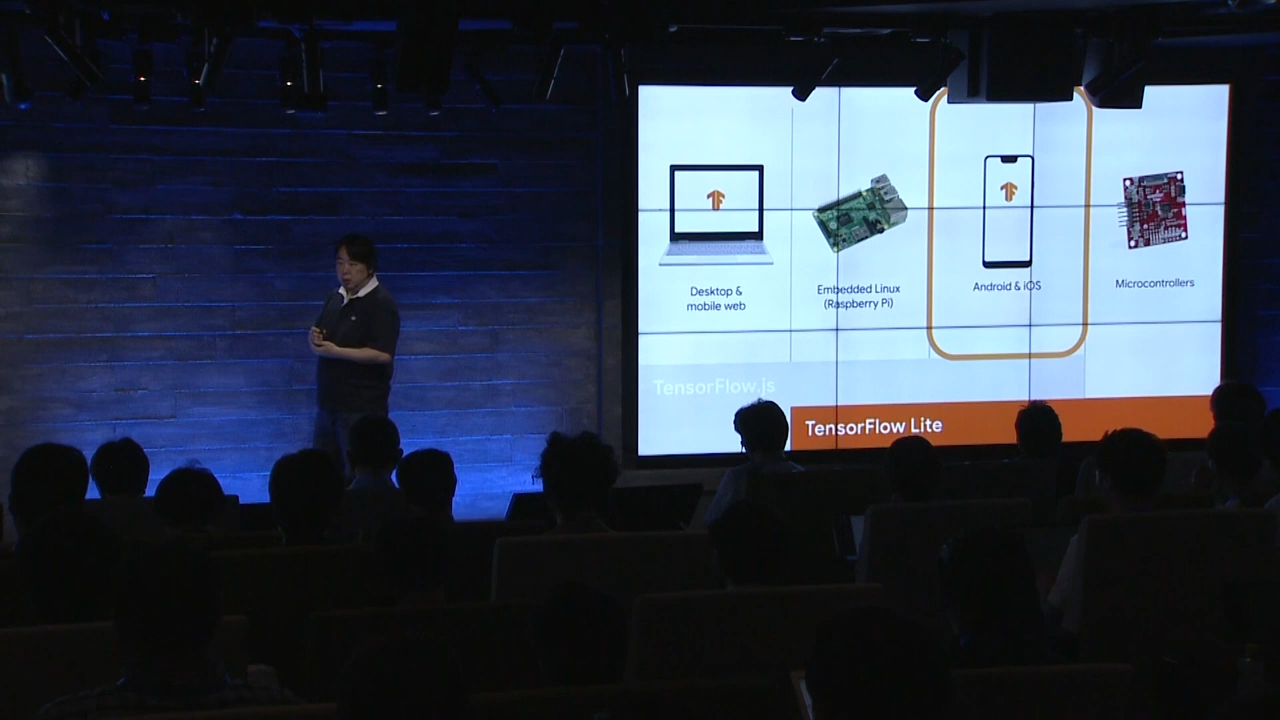 Desktop &
mobile web
Embedded Linux
(Raspberry Pi)
Android & iOS
Microcontrollers
TensorFlow.js
TensorFlow Lite